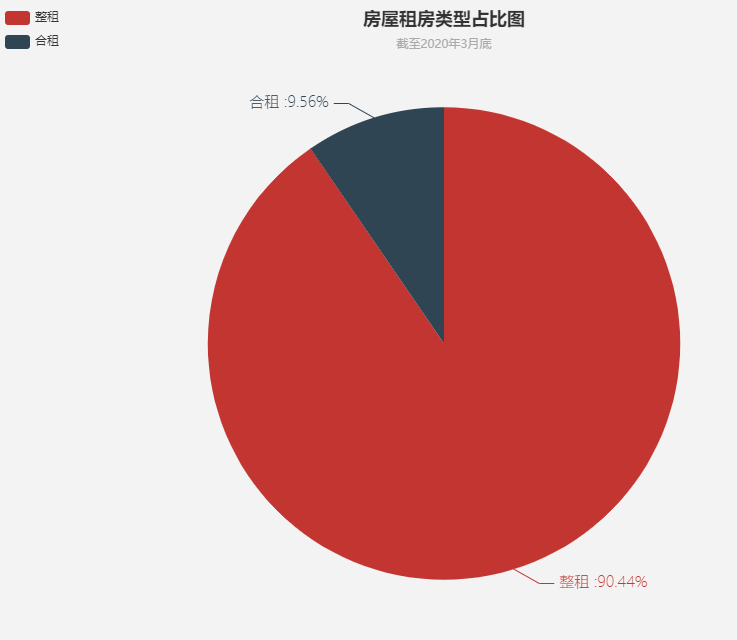 整租
合租
房屋租房类型占比图
截至2020年3月底
合租 :9.56%
整租 :90.44%